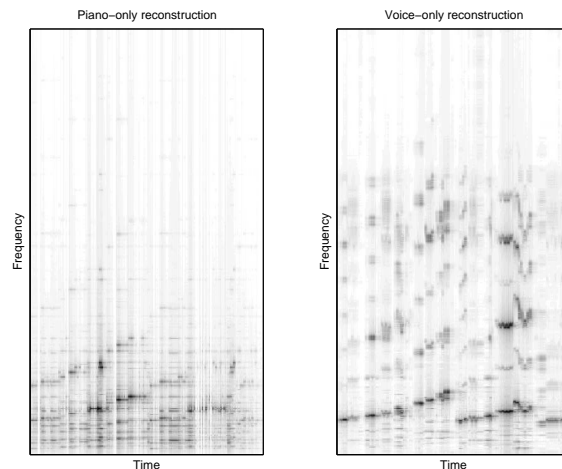 Piano-only reconstruction
Frequency
Time
Voice-only reconstruction
Frequency
Time